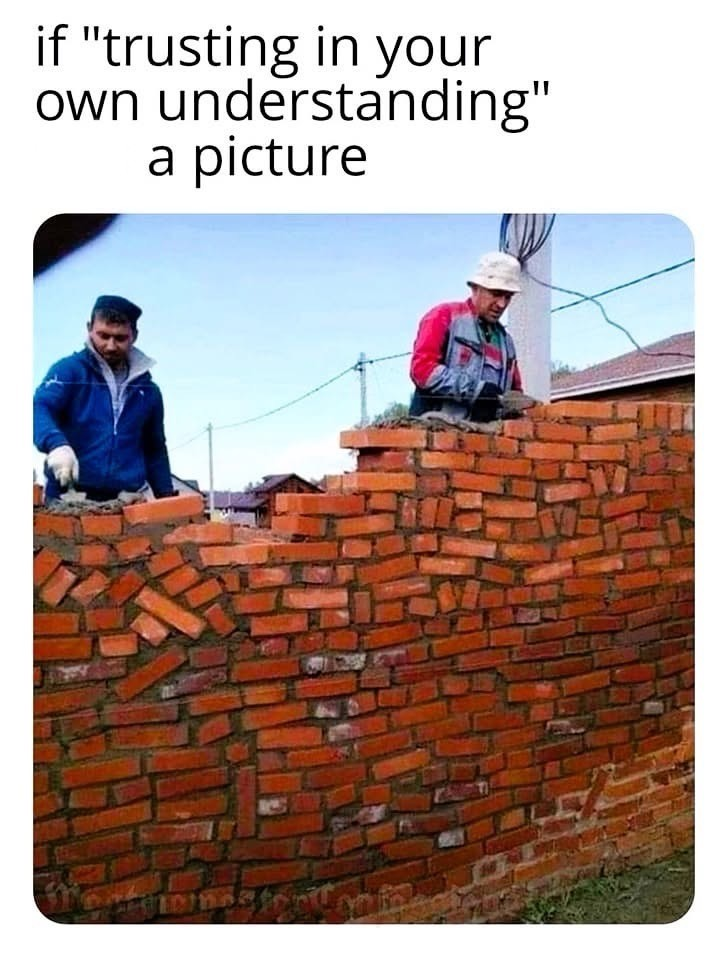 if "trusting in your
own understanding"
a picture